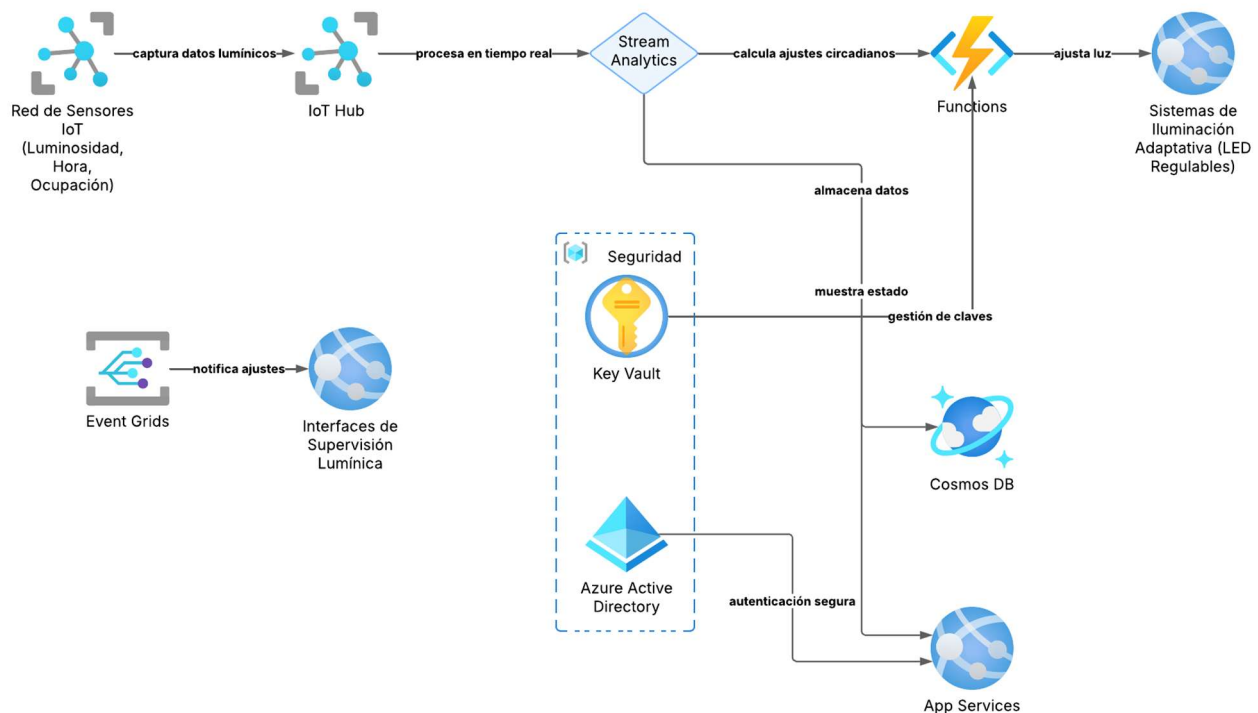 captura datos lumínicos
procesa en tiempo real
Stream
Analytics
calcula ajustes circadianos
ajusta luz
Red de Sensores
IoT
(Luminosidad,
Hora,
Ocupación)
IoT Hub
Functions
Sistemas de
Iluminación
Adaptativa (LED
Regulables)
almacena datos
Seguridad
muestra estado
gestión de claves
Key Vault
notifica ajustes
Event Grids
Interfaces de
Supervisión
Lumínica
Cosmos DB
Azure Active
Directory
autenticación segura
App Services